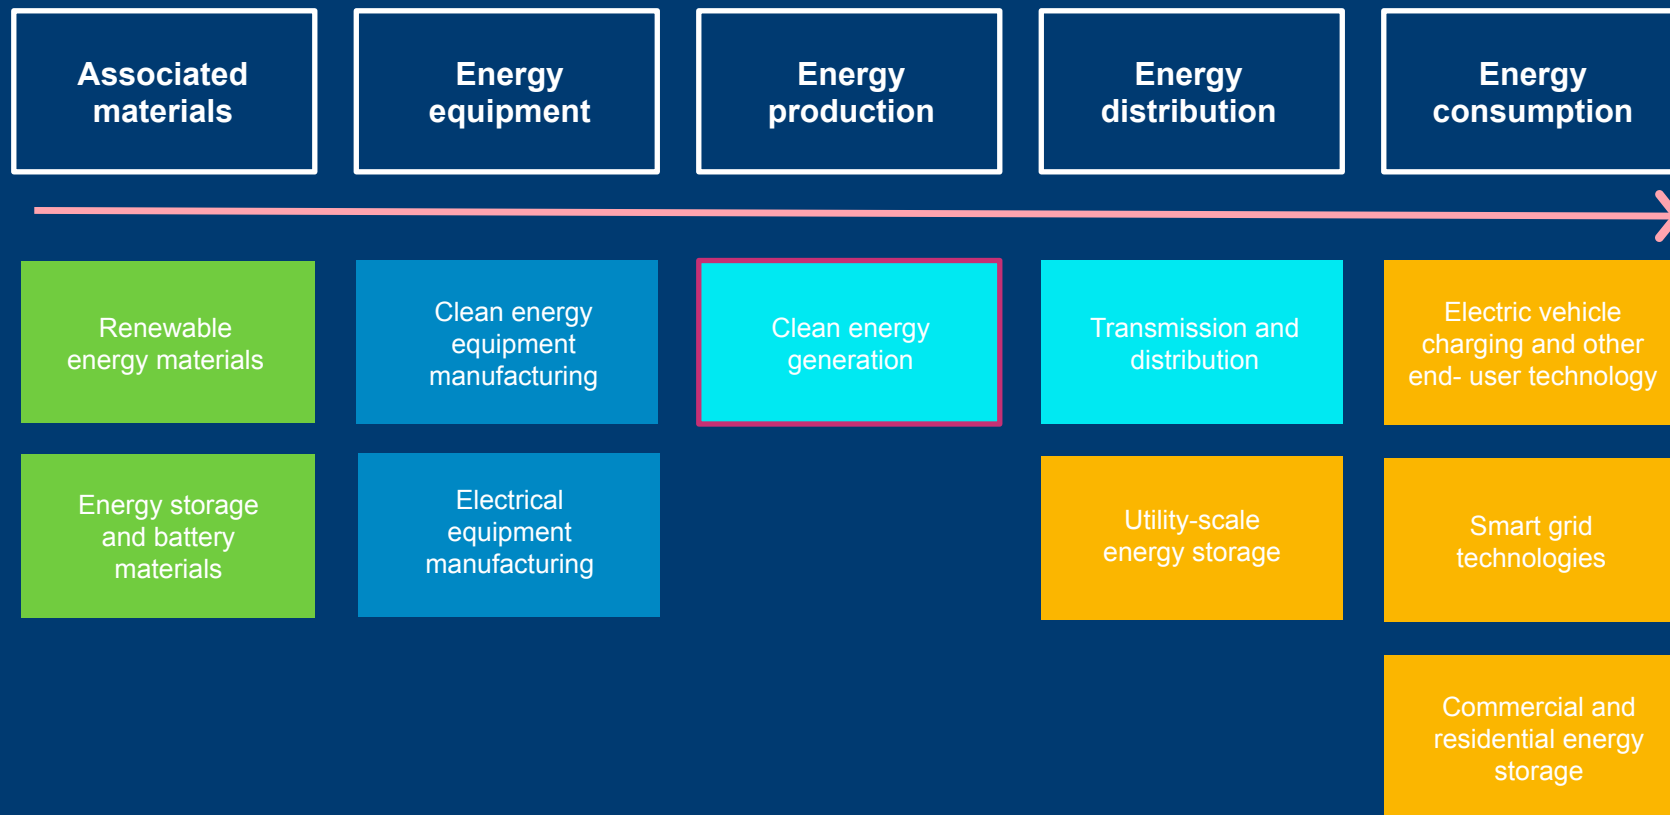 Associated
materials
Energy
equipment
Energy
production
Energy
distribution
Energy
consumption
Renewable
energy materials
Clean energy
equipment
manufacturing
Clean energy
generation
Transmission and
distribution
Electric vehicle
charging and other
end- user technology
Energy storage
and battery
materials
Electrical
equipment
manufacturing
Utility-scale
energy storage
Smart grid
technologies
Commercial and
residential energy
storage